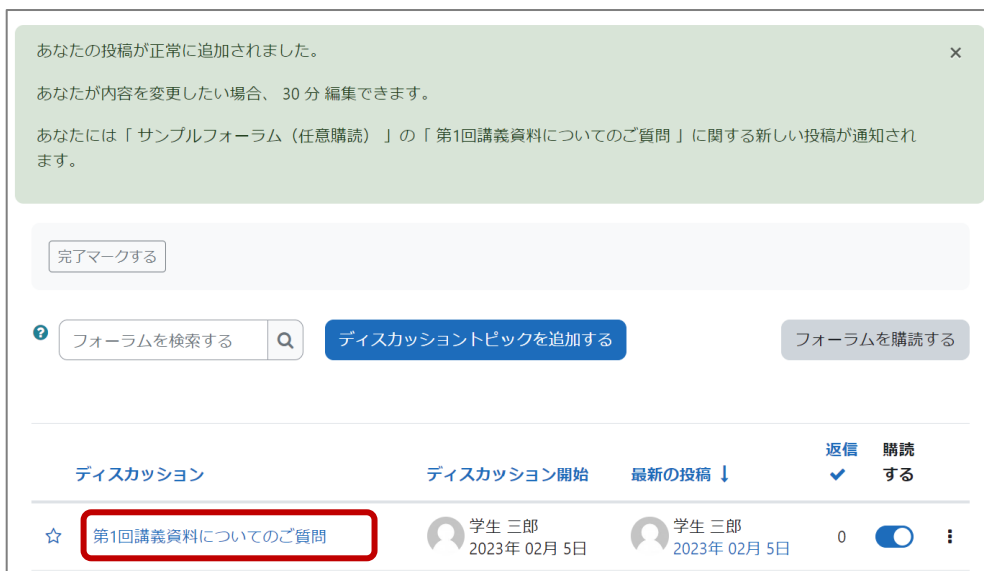 あなたの投稿が正常に追加されました。
×
あなたが内容を変更したい場合、 30 分 編集できます。
あなたには「 サンプルフォーラム（任意購読） 」の「 第1回講義資料についてのご質問 」に関する新しい投稿が通知され
ます。
完了マークする
フォーラムを検索する
ディスカッショントピックを追加する
フォーラムを購読する
ディスカッション
ディスカッション開始
最新の投稿 ↓
返信
購読
する
第1回講義資料についてのご質問
学生 三郎
2023年 02月 5日
学生 三郎
2023年 02月 5日
0